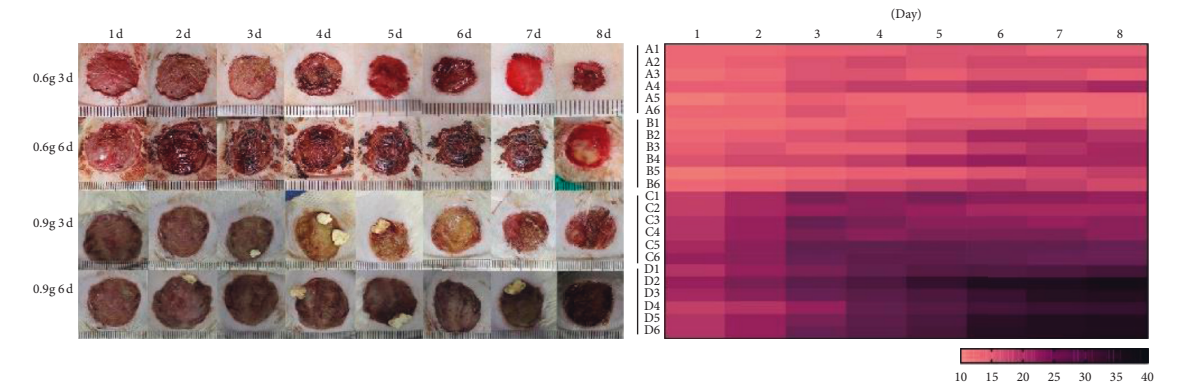 (Day)
1 d 2 d 3 d 4 d 5 d 6 d 7 d 8 d
1 2 3 4 5 6 7 8
0.6g 3 d
0.6g 6d
0.9g 3 d
0.9g 6 d
A1
A2
A3
A4
A5
A6
B1
B2
B3
B4
B5
B6
C1
C2
C3
C4
C5
C6
D1
D2
D3
D4
D5
D6
10 15 20 25 30 35 40